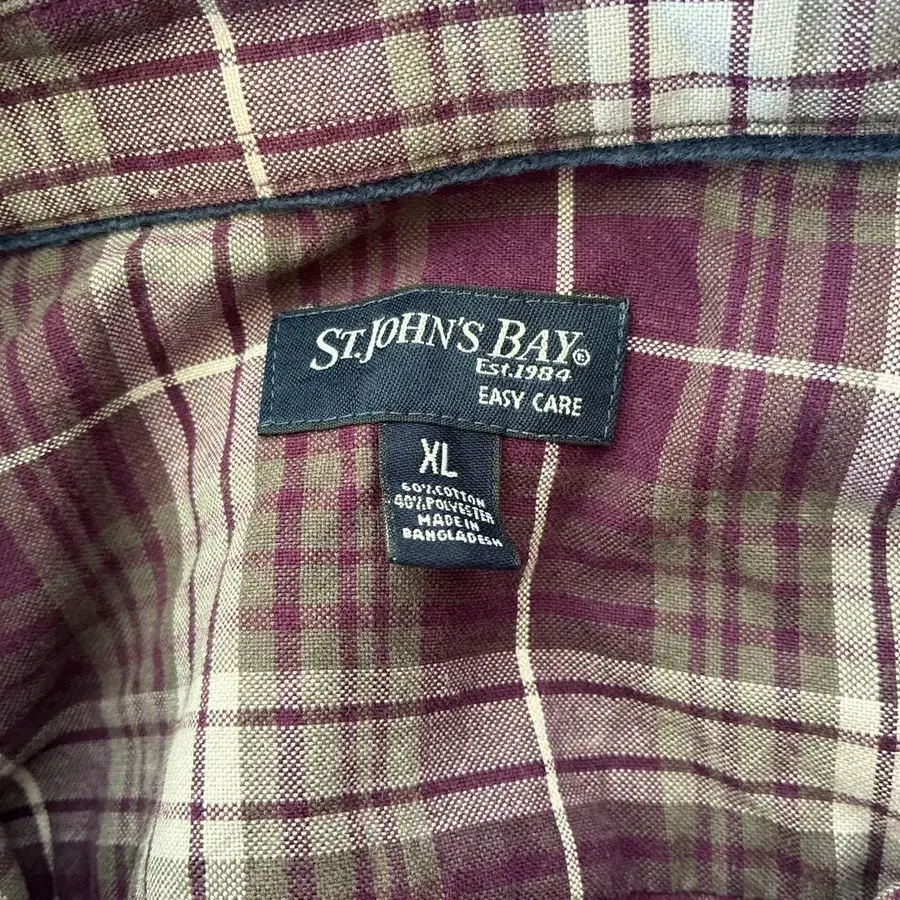 ST. JOHN'S BAY®
EST. 1984
EASY CARE
XL
60% COTTON
40% POLYESTER
MADE IN
BANGLADESH